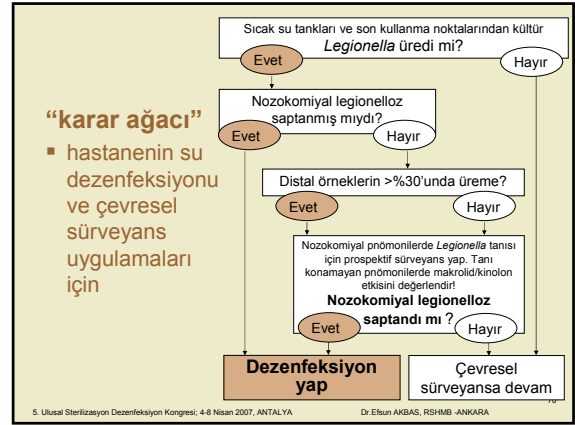 Sıcak su tankları ve son kullanma noktalarından kültür
Legionella üredi mi?
Evet
Hayır
"karar ağacı"
▪ hastanenin su
dezenfeksiyonu
ve çevresel
sürveyans
uygulamaları
için
Nozokomiyal legionelloz
saptanmış mıydı?
Evet
Hayır
Distal örneklerin >%30'unda üreme?
Evet
Hayır
Nozokomiyal pnömonilerde Legionella tanısı
için prospektif sürveyans yap. Tanı
konamayan pnömonilerde makrolid/kinolon
etkisini değerlendir!
Nozokomiyal legionelloz
saptandı mı ?
Evet
Hayır
Dezenfeksiyon
yap
Çevresel
sürveyansa devam
5. Ulusal Sterilizasyon Dezenfeksiyon Kongresi; 4-8 Nisan 2007, ANTALYA
Dr.Efsun AKBAS, RSHMB -ANKARA